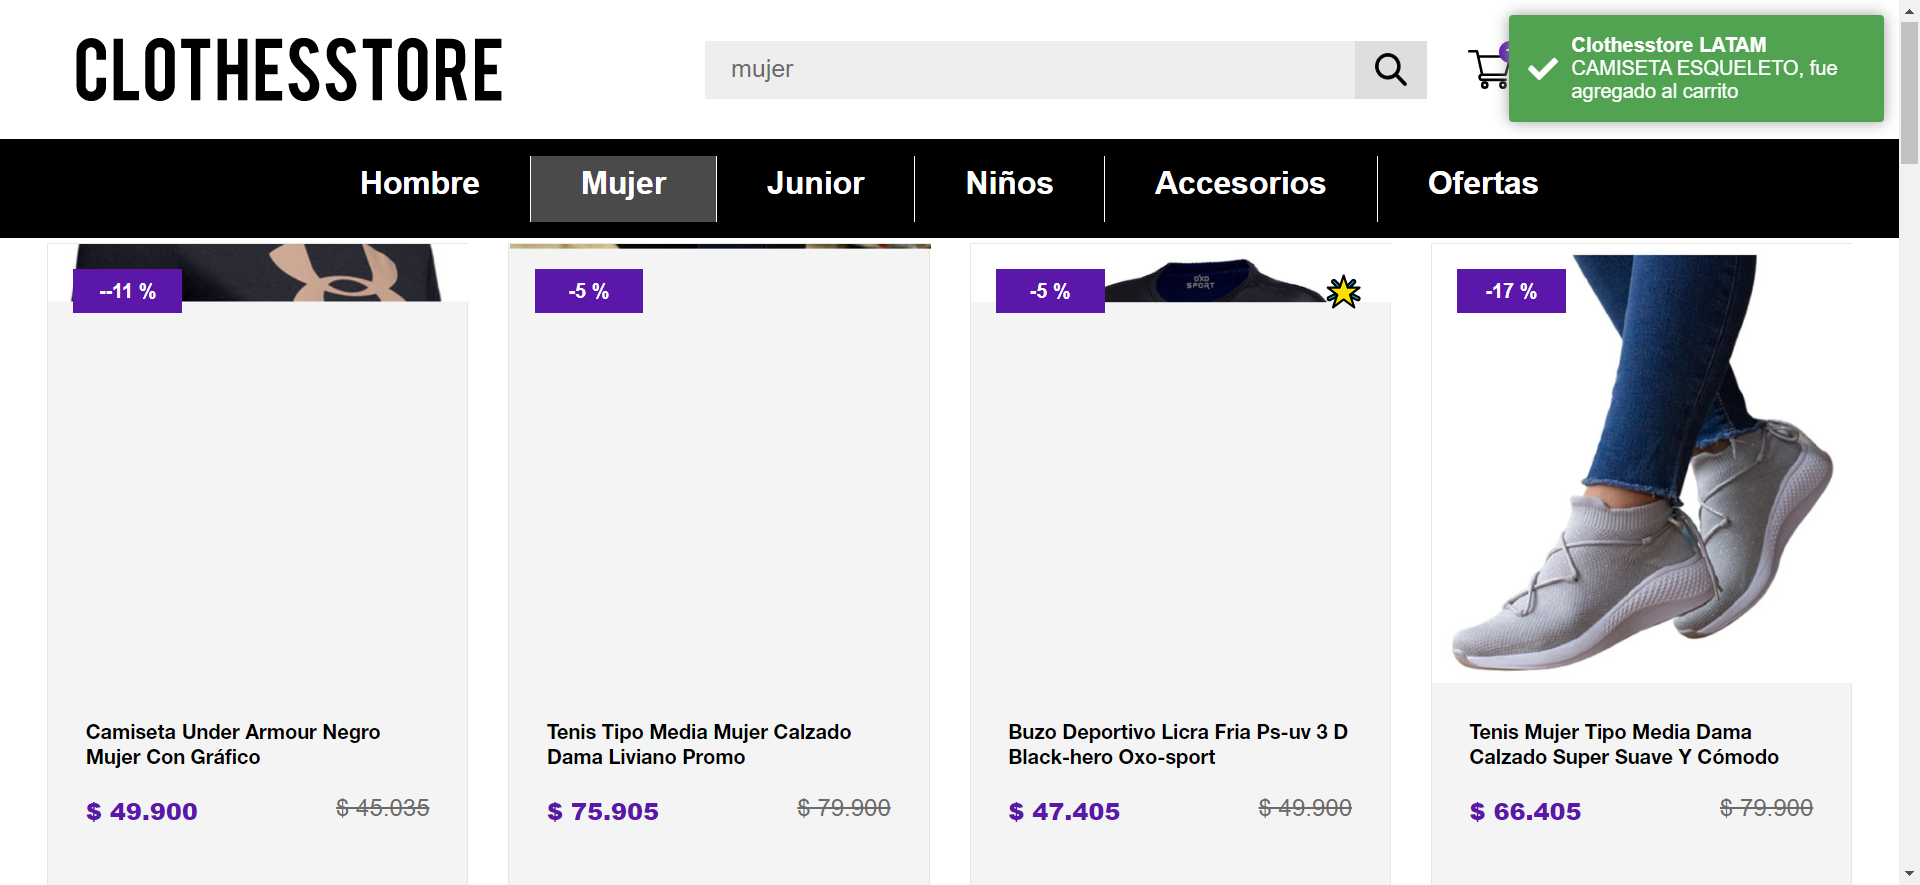 CLOTHESSTORE
mujer
Clothesstore LATAM
CAMISETA ESQUELETO, fue
agregado al carrito
Hombre
Mujer
Junior
Niños
Accesorios
Ofertas
--11 %
-5 %
-5 %
-17 %
OXO
SPORT
Camiseta Under Armour Negro
Mujer Con Gráfico
$ 49.900
$ 45.035
Tenis Tipo Media Mujer Calzado
Dama Liviano Promo
$ 75.905
$ 79.900
Buzo Deportivo Licra Fria Ps-uv 3 D
Black-hero Oxo-sport
$ 47.405
$ 49.900
Tenis Mujer Tipo Media Dama
Calzado Super Suave Y Cómodo
$ 66.405
$ 79.900